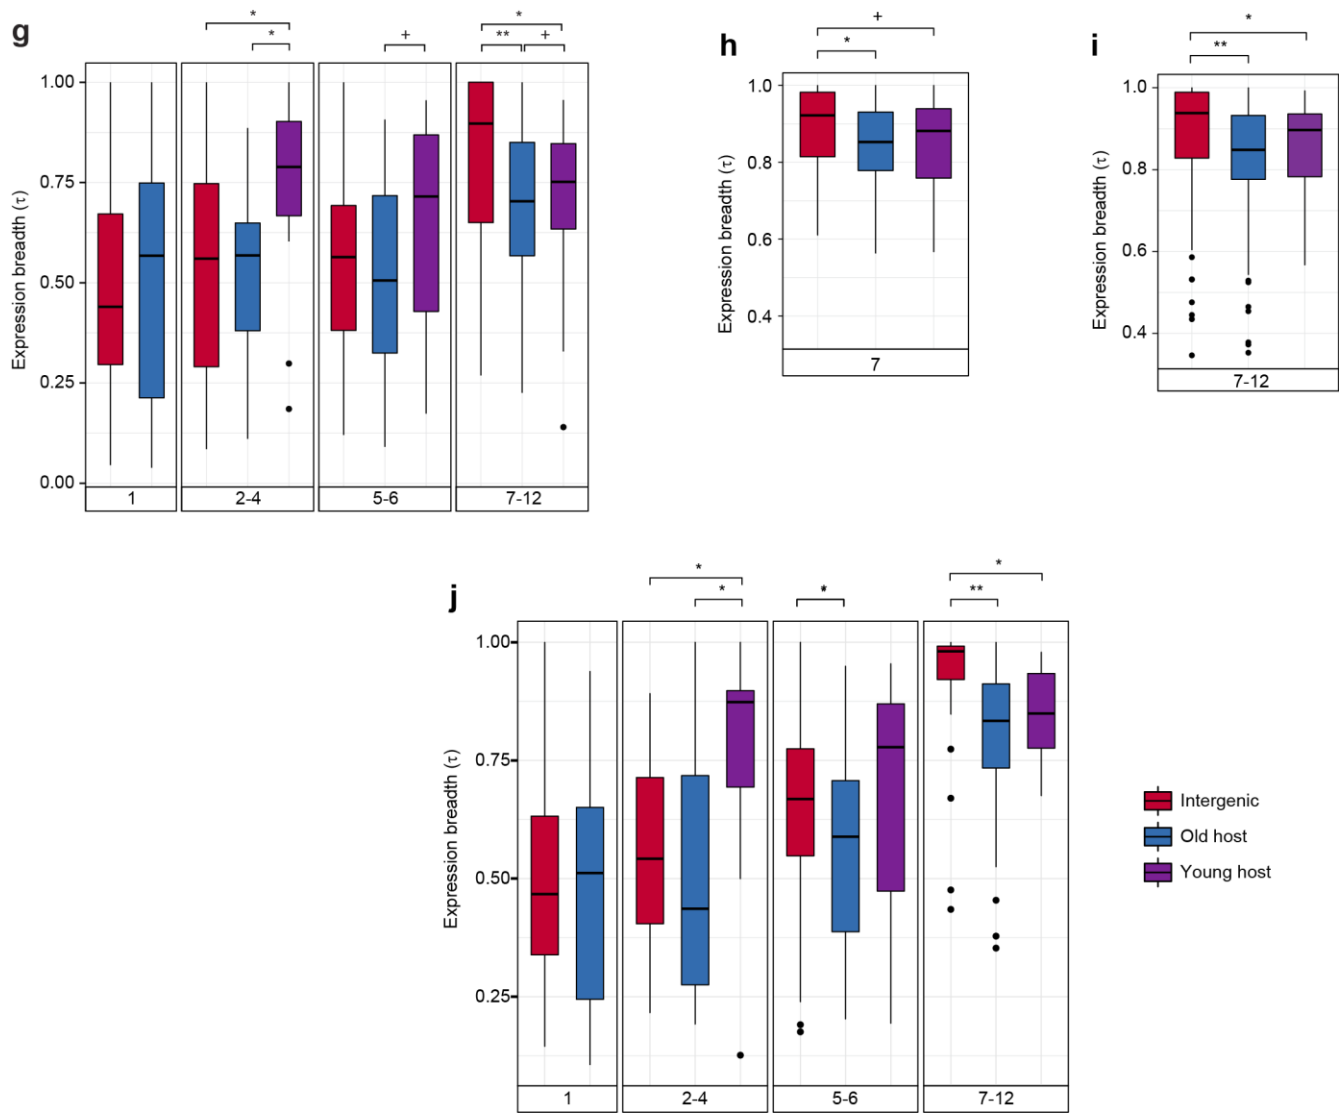 g
* *
+
*
** +
Expression breadth (τ)
1.00
0.75
0.50
0.25
0.00
1 2-4 5-6 7-12
h
+
*
Expression breadth (τ)
1.0
0.8
0.6
0.4
7
i
*
**
Expression breadth (τ)
1.0
0.8
0.6
0.4
7-12
j
*
*
*
*
**
Expression breadth (τ)
1.00
0.75
0.50
0.25
1 2-4 5-6 7-12
Intergenic
Old host
Young host